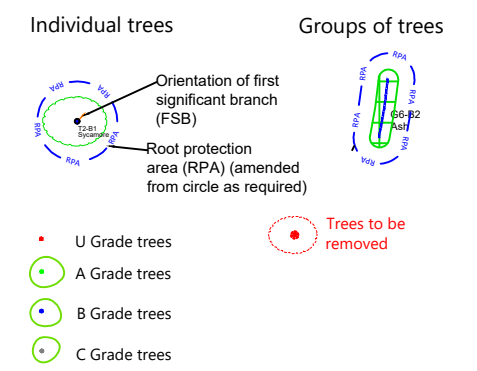 Individual trees
Groups of trees
RPA
RPA
RPA
RPA
RPA
T2-B1
Sycamore
Orientation of first
significant branch
(FSB)
Root protection
area (RPA) (amended
from circle as required)
RPA
RPA
RPA
RPA
RPA
G6-B2
Ash
Trees to be
removed
U Grade trees
A Grade trees
B Grade trees
C Grade trees